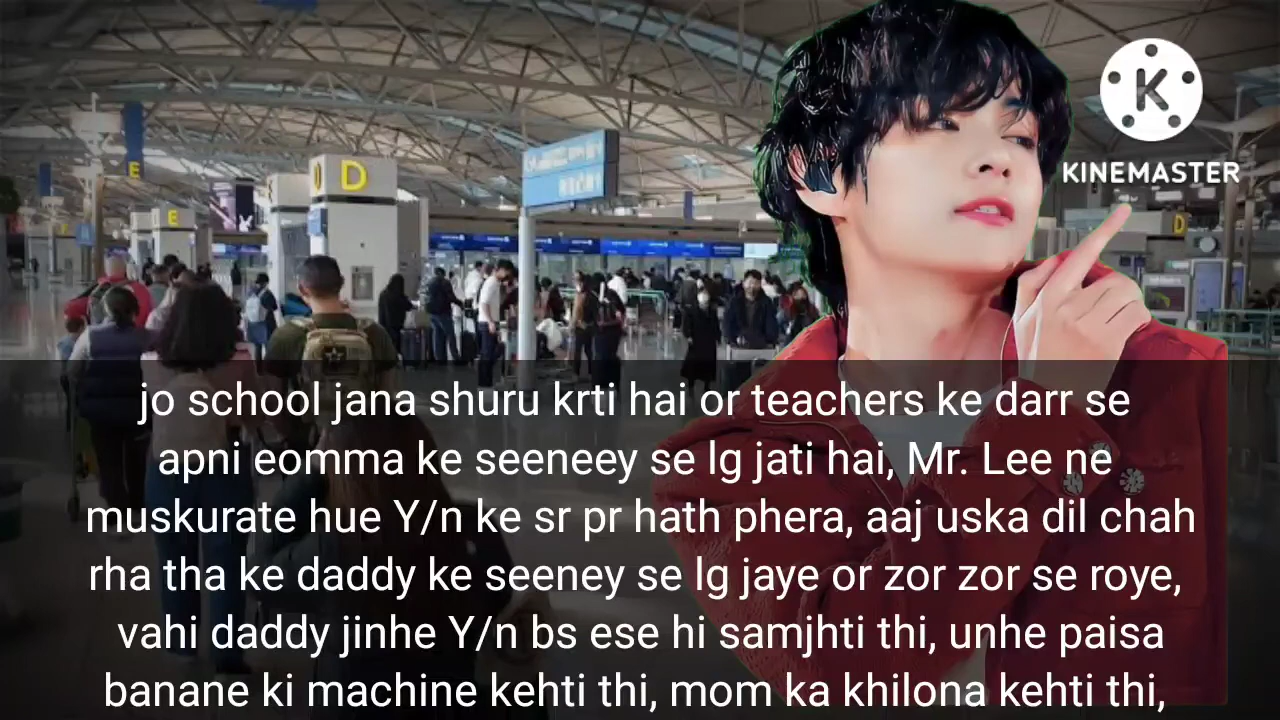 E
D
E
D
K
KINEMASTER
jo school jana shuru krti hai or teachers ke darr se
apni eomma ke seeneey se lg jati hai, Mr. Lee ne
muskurate hue Y/n ke sr pr hath phera, aaj uska dil chah
rha tha ke daddy ke seeney se lg jaye or zor zor se roye,
vahi daddy jinhe Y/n bs ese hi samjhti thi, unhe paisa
banane ki machine kehti thi, mom ka khilona kehti thi,